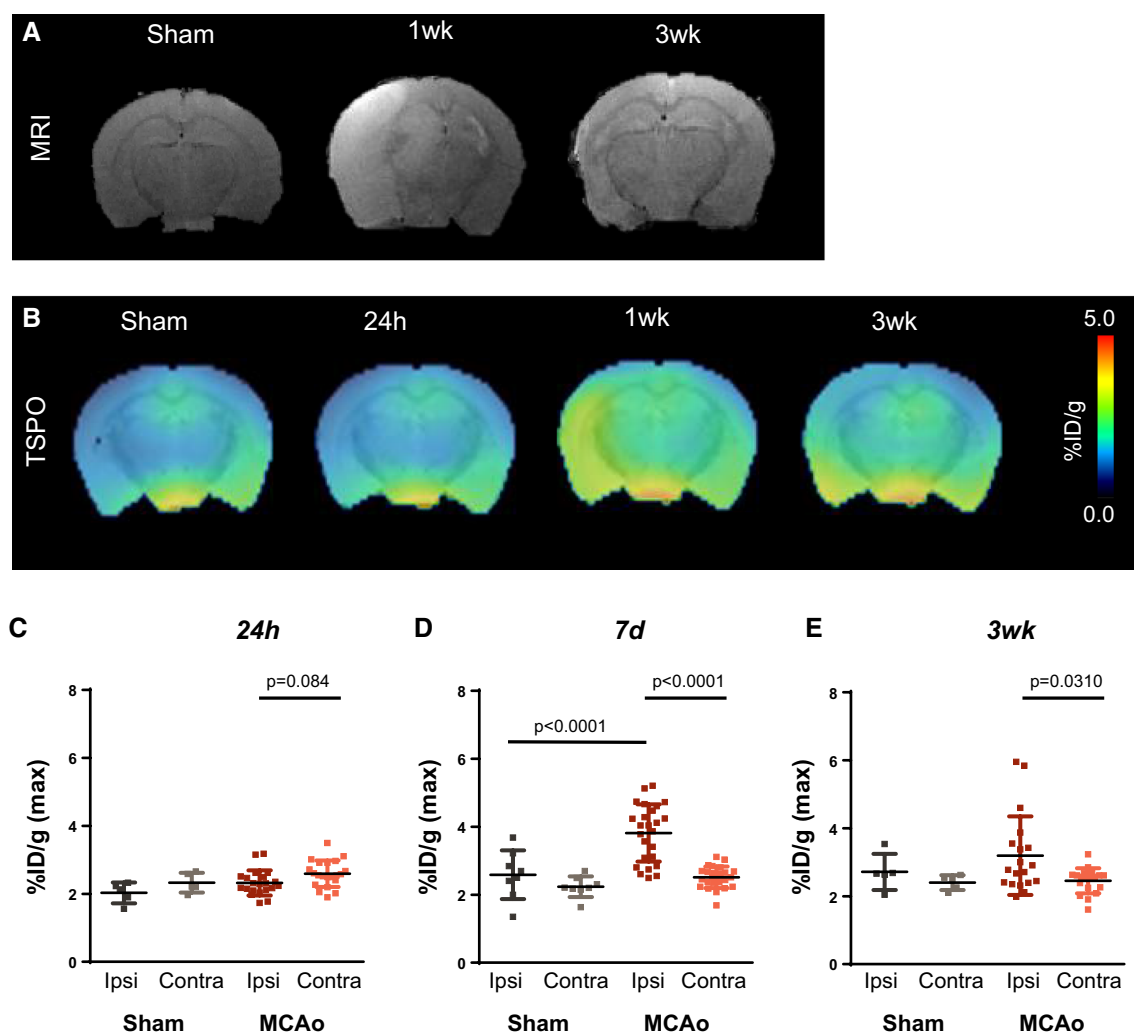 A
Sham 1wk 3wk
MRI
B
Sham 24h 1wk 3wk
TSPO
5.0
%ID/g
0.0
C 24h
p=0.084
%ID/g (max)
8
6
4
2
0
Ipsi Contra Ipsi Contra
Sham MCAo
D 7d
p<0.0001
p<0.0001
%ID/g (max)
8
6
4
2
0
Ipsi Contra Ipsi Contra
Sham MCAo
E 3wk
p=0.0310
%ID/g (max)
8
6
4
2
0
Ipsi Contra Ipsi Contra
Sham MCAo